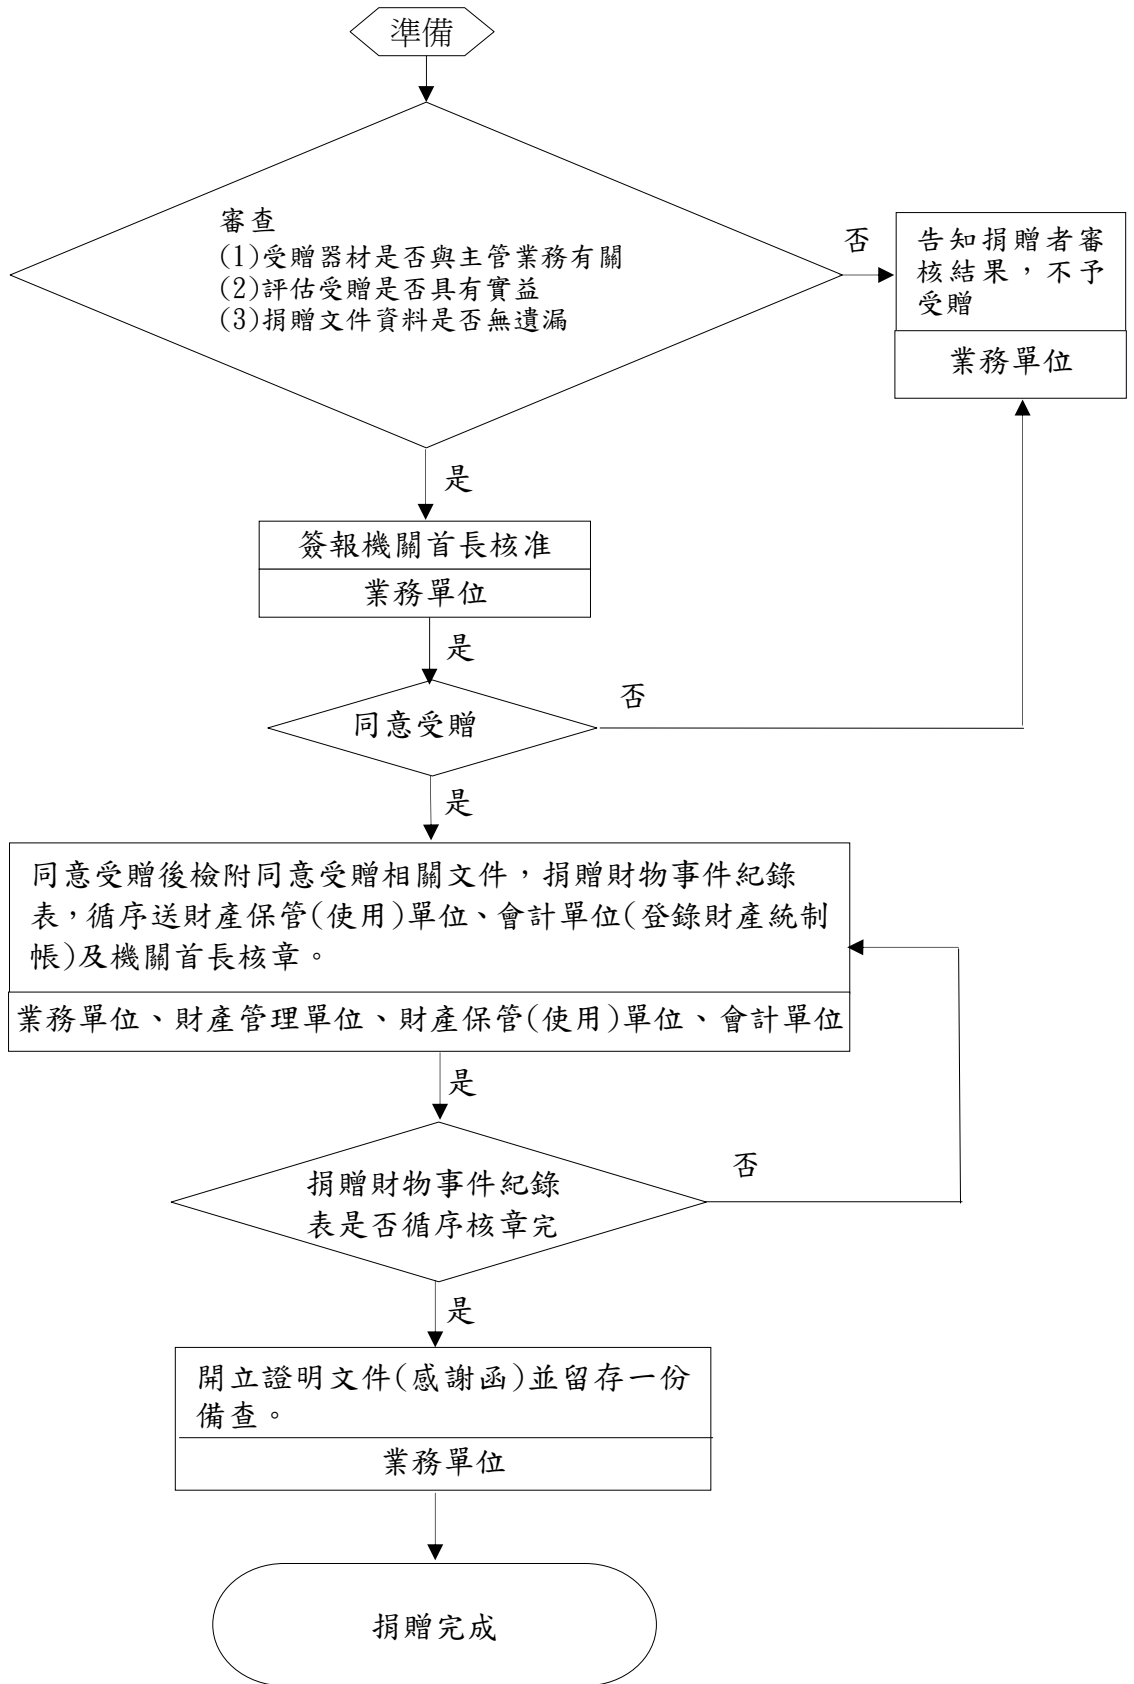 準備
審查
(1)受贈器材是否與主管業務有關
(2)評估受贈是否具有實益
(3)捐贈文件資料是否無遺漏
否
告知捐贈者審
核結果，不予
受贈
業務單位
是
簽報機關首長核准
業務單位
是
同意受贈
否
是
同意受贈後檢附同意受贈相關文件，捐贈財物事件紀錄
表，循序送財產保管(使用)單位、會計單位(登錄財產統制
帳)及機關首長核章。
業務單位、財產管理單位、財產保管(使用)單位、會計單位
是
捐贈財物事件紀錄
表是否循序核章完
否
是
開立證明文件(感謝函)並留存一份
備查。
業務單位
捐贈完成